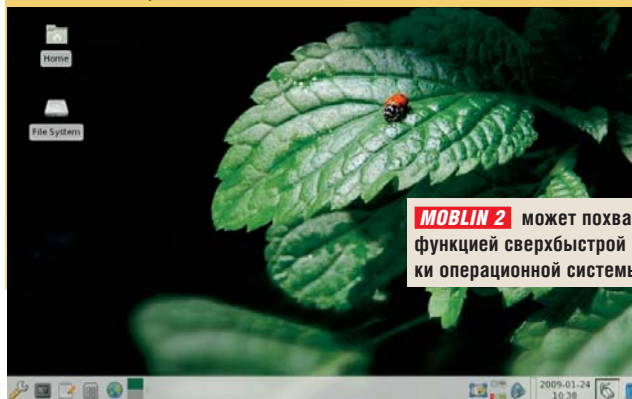 Home
File System
MOBLIN 2 может похва
функцией сверхбыстрой
ки операционной системы
2009-01-24
10:38